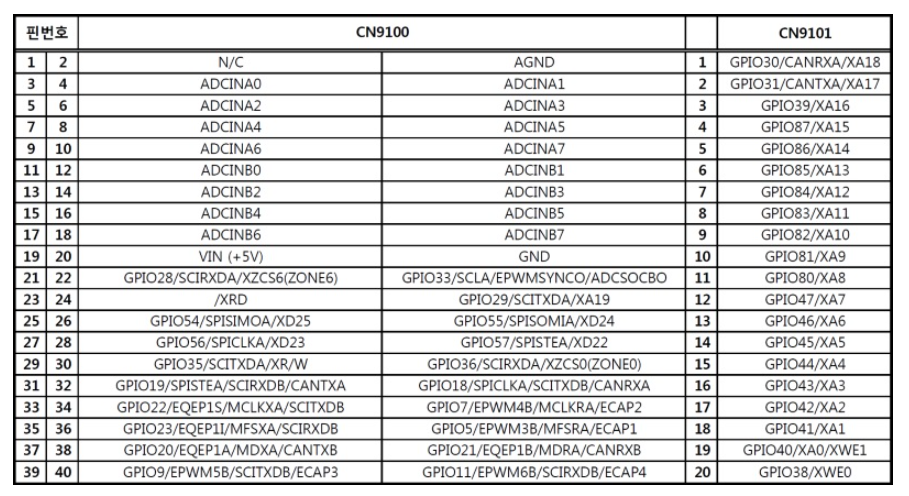 핀번호 CN9100 CN9101
1 2 N/C AGND 1 GPIO30/CANRXA/XA18
3 4 ADCINA0 ADCINA1 2 GPIO31/CANTXA/XA17
5 6 ADCINA2 ADCINA3 3 GPIO39/XA16
7 8 ADCINA4 ADCINA5 4 GPIO87/XA15
9 10 ADCINA6 ADCINA7 5 GPIO86/XA14
11 12 ADCINB0 ADCINB1 6 GPIO85/XA13
13 14 ADCINB2 ADCINB3 7 GPIO84/XA12
15 16 ADCINB4 ADCINB5 8 GPIO83/XA11
17 18 ADCINB6 ADCINB7 9 GPIO82/XA10
19 20 VIN (+5V) GND 10 GPIO81/XA9
21 22 GPIO28/SCIRXDA/XZCS6(ZONE6) GPIO33/SCLA/EPWMSYNCO/ADCSOCBO 11 GPIO80/XA8
23 24 /XRD GPIO29/SCITXDA/XA19 12 GPIO47/XA7
25 26 GPIO54/SPISIMOA/XD25 GPIO55/SPISOMIA/XD24 13 GPIO46/XA6
27 28 GPIO56/SPICLKA/XD23 GPIO57/SPISTEA/XD22 14 GPIO45/XA5
29 30 GPIO35/SCITXDA/XR/W GPIO36/SCIRXDA/XZCS0(ZONE0) 15 GPIO44/XA4
31 32 GPIO19/SPISTEA/SCIRXDB/CANTXA GPIO18/SPICLKA/SCITXDB/CANRXA 16 GPIO43/XA3
33 34 GPIO22/EQEP1S/MCLKXA/SCITXDB GPIO7/EPWM4B/MCLKRA/ECAP2 17 GPIO42/XA2
35 36 GPIO23/EQEP1I/MFSXA/SCIRXDB GPIO5/EPWM3B/MFSRA/ECAP1 18 GPIO41/XA1
37 38 GPIO20/EQEP1A/MDXA/CANTXB GPIO21/EQEP1B/MDRA/CANRXB 19 GPIO40/XA0/XWE1
39 40 GPIO9/EPWM5B/SCITXDB/ECAP3 GPIO11/EPWM6B/SCIRXDB/ECAP4 20 GPIO38/XWE0